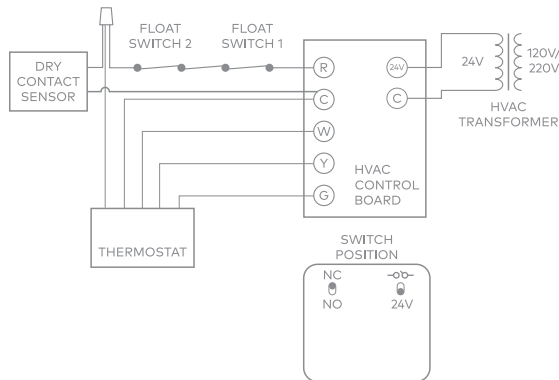 FLOAT
SWITCH 2
FLOAT
SWITCH 1
DRY
CONTACT
SENSOR
R
C
W
Y
G
24V
C
HVAC
CONTROL
BOARD
24V
120V/
220V
HVAC
TRANSFORMER
THERMOSTAT
SWITCH
POSITION
NC
NO
24V